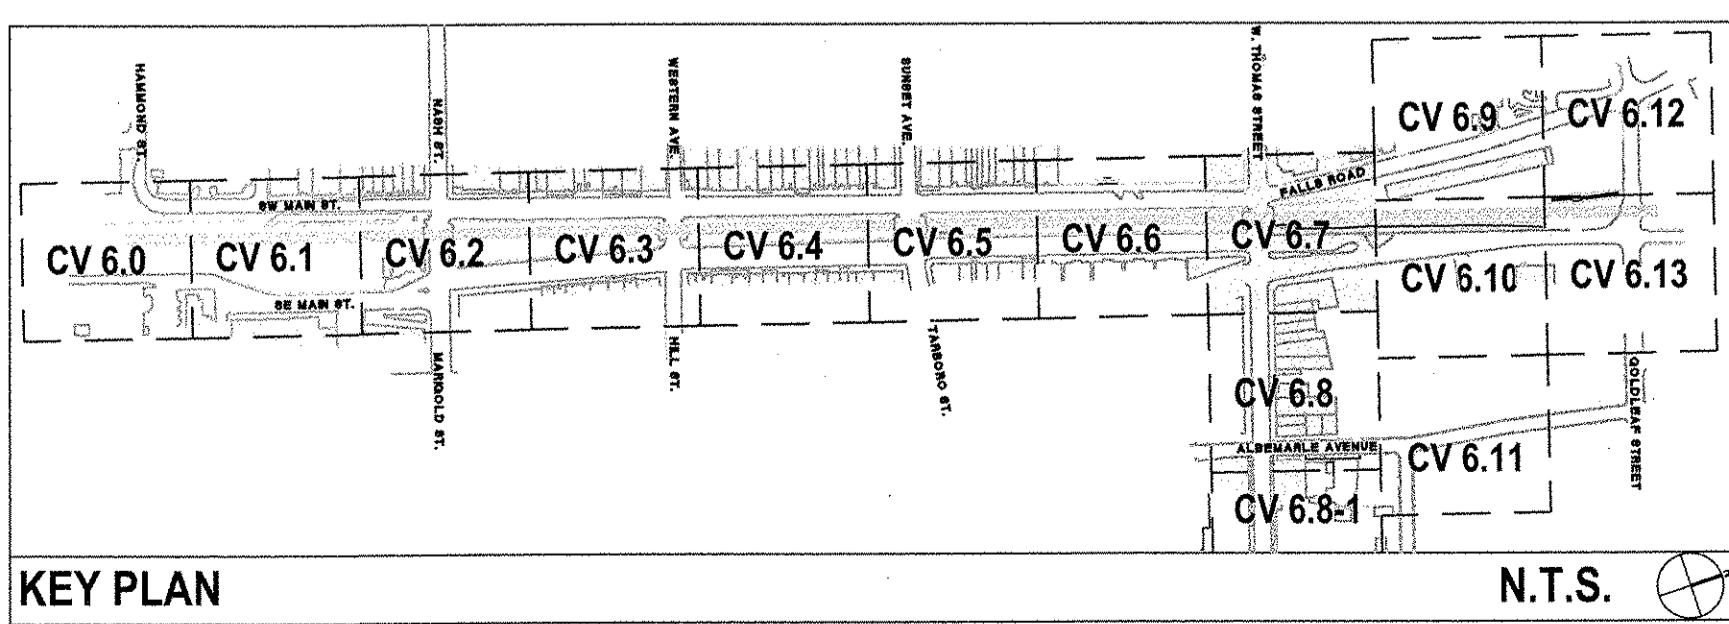 HAMMOND ST.
NASH ST.
WESTERN AVE.
SUNSET AVE.
W. THOMAS STREET
CV 6.9
CV 6.12
FALLS ROAD
SW MAIN ST.
CV 6.0
CV 6.1
CV 6.2
CV 6.3
CV 6.4
CV 6.5
CV 6.6
CV 6.7
CV 6.10
CV 6.13
SE MAIN ST.
MARIGOLD ST.
HILL ST.
TARBORO ST.
CV 6.8
GOLDLEAF STREET
ALBEMARLE AVENUE
CV 6.11
CV 6.8-1
KEY PLAN
N.T.S.